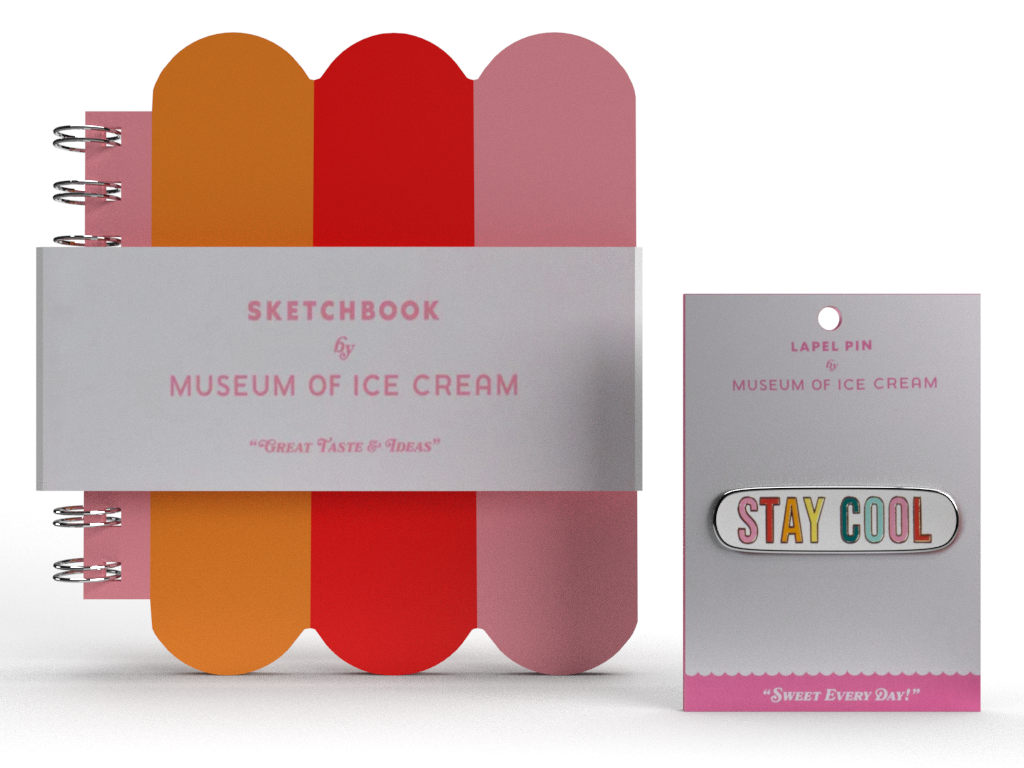 SKETCHBOOK
by
MUSEUM OF ICE CREAM
“GREAT TASTE & IDEAS”
LAPEL PIN
by
MUSEUM OF ICE CREAM
STAY COOL
“SWEET EVERY DAY!”